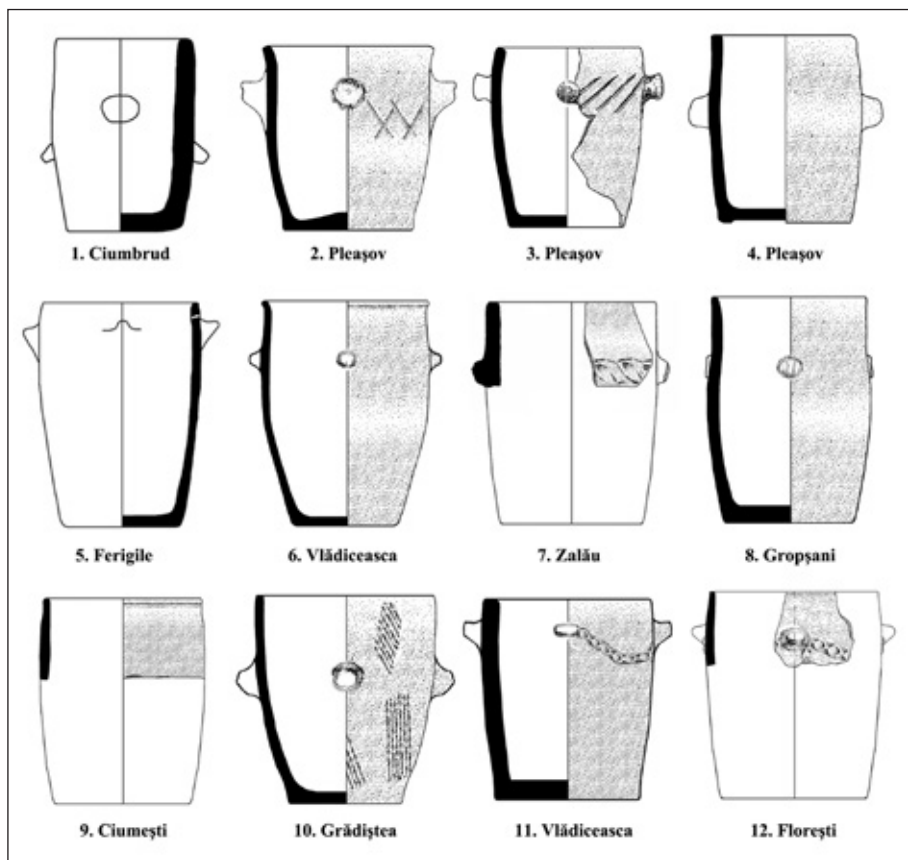 1. Ciumbrud 2. Pleașov 3. Pleașov 4. Pleașov
5. Ferigile 6. Vlădiceasca 7. Zalău 8. Gropșani
9. Ciumești 10. Grădiștea 11. Vlădiceasca 12. Florești